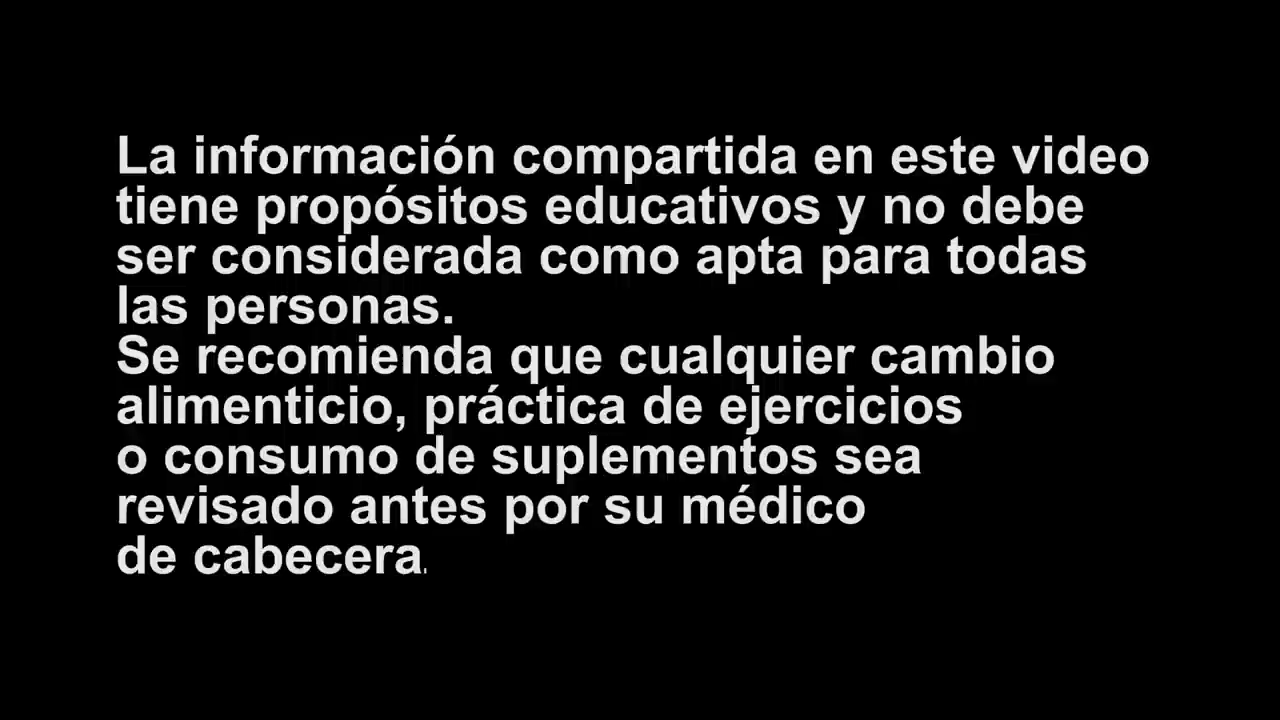 La información compartida en este video
tiene propósitos educativos y no debe
ser considerada como apta para todas
las personas.
Se recomienda que cualquier cambio
alimenticio, práctica de ejercicios
o consumo de suplementos sea
revisado antes por su médico
de cabecera.